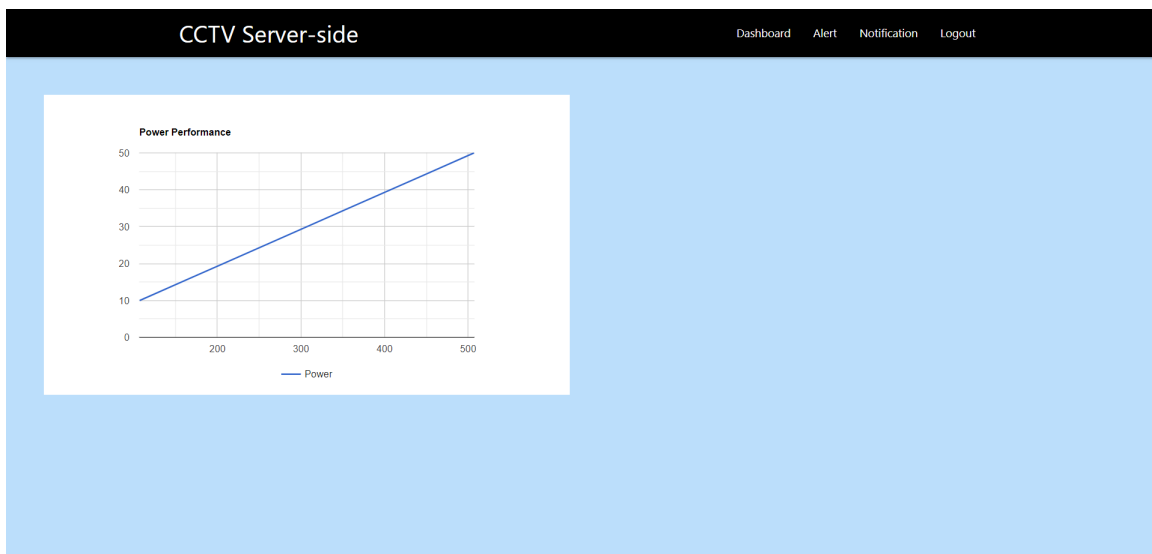 CCTV Server-side
Dashboard Alert Notification Logout
Power Performance
50
40
30
20
10
0
200 300 400 500
Power